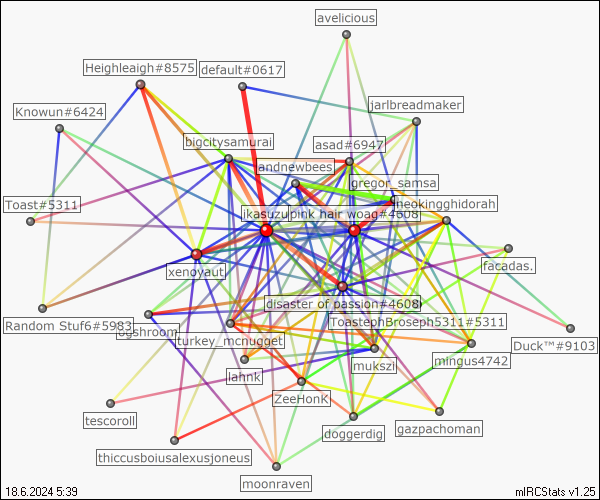 avelicious
Heighleaigh#8575
default#0617
jarlbreadmaker
Knowun#6424
bigcitysamurai
asad#6947
landnewbees
gregor_samsa
Toast#5311
neokingghidorah
ikasuzu
pink hair woag#4608
xenoyaut
facadas.
disaster of passion#4608
Random Stuf6#5983
ogshroom
turkey_mcnugget
ToastephBroseph5311#5311
Duck™#9103
lahnk
mukszi
mingus4742
ZeeHonK
tescoroll
doggerdig
gazpachoman
thiccusboiusalexusjoneus
moonraven
18.6.2024 5:39
mIRCStats v1.25